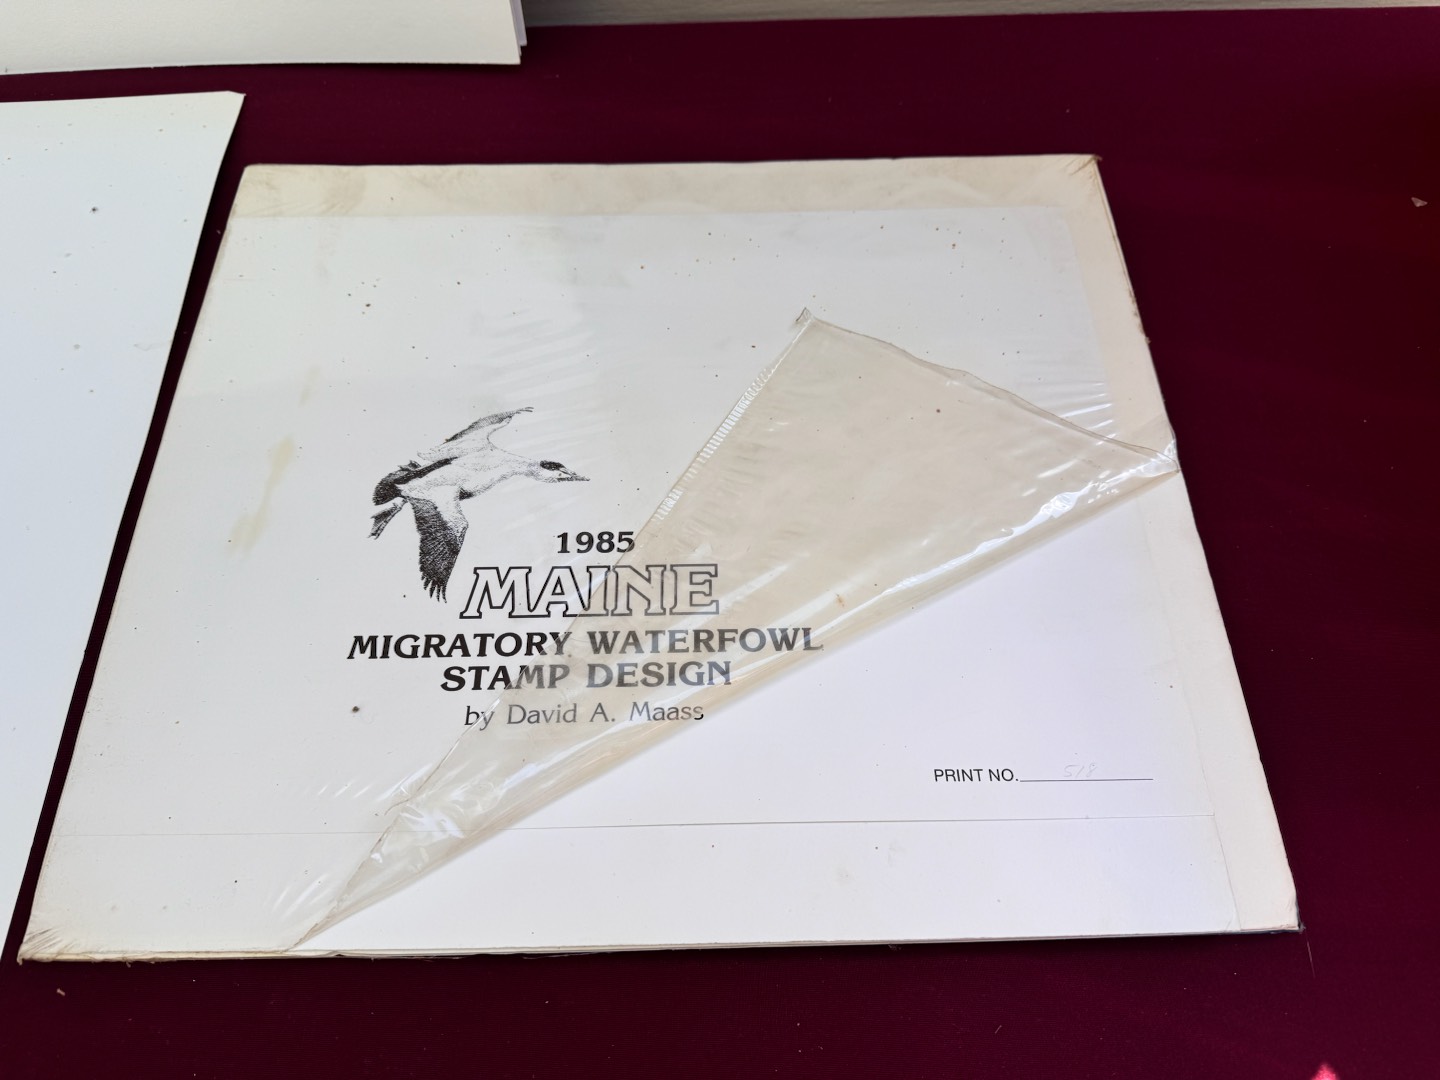 1985
MAINE
MIGRATORY WATERFOWL
STAMP DESIGN
by David A. Maass
PRINT NO. 518